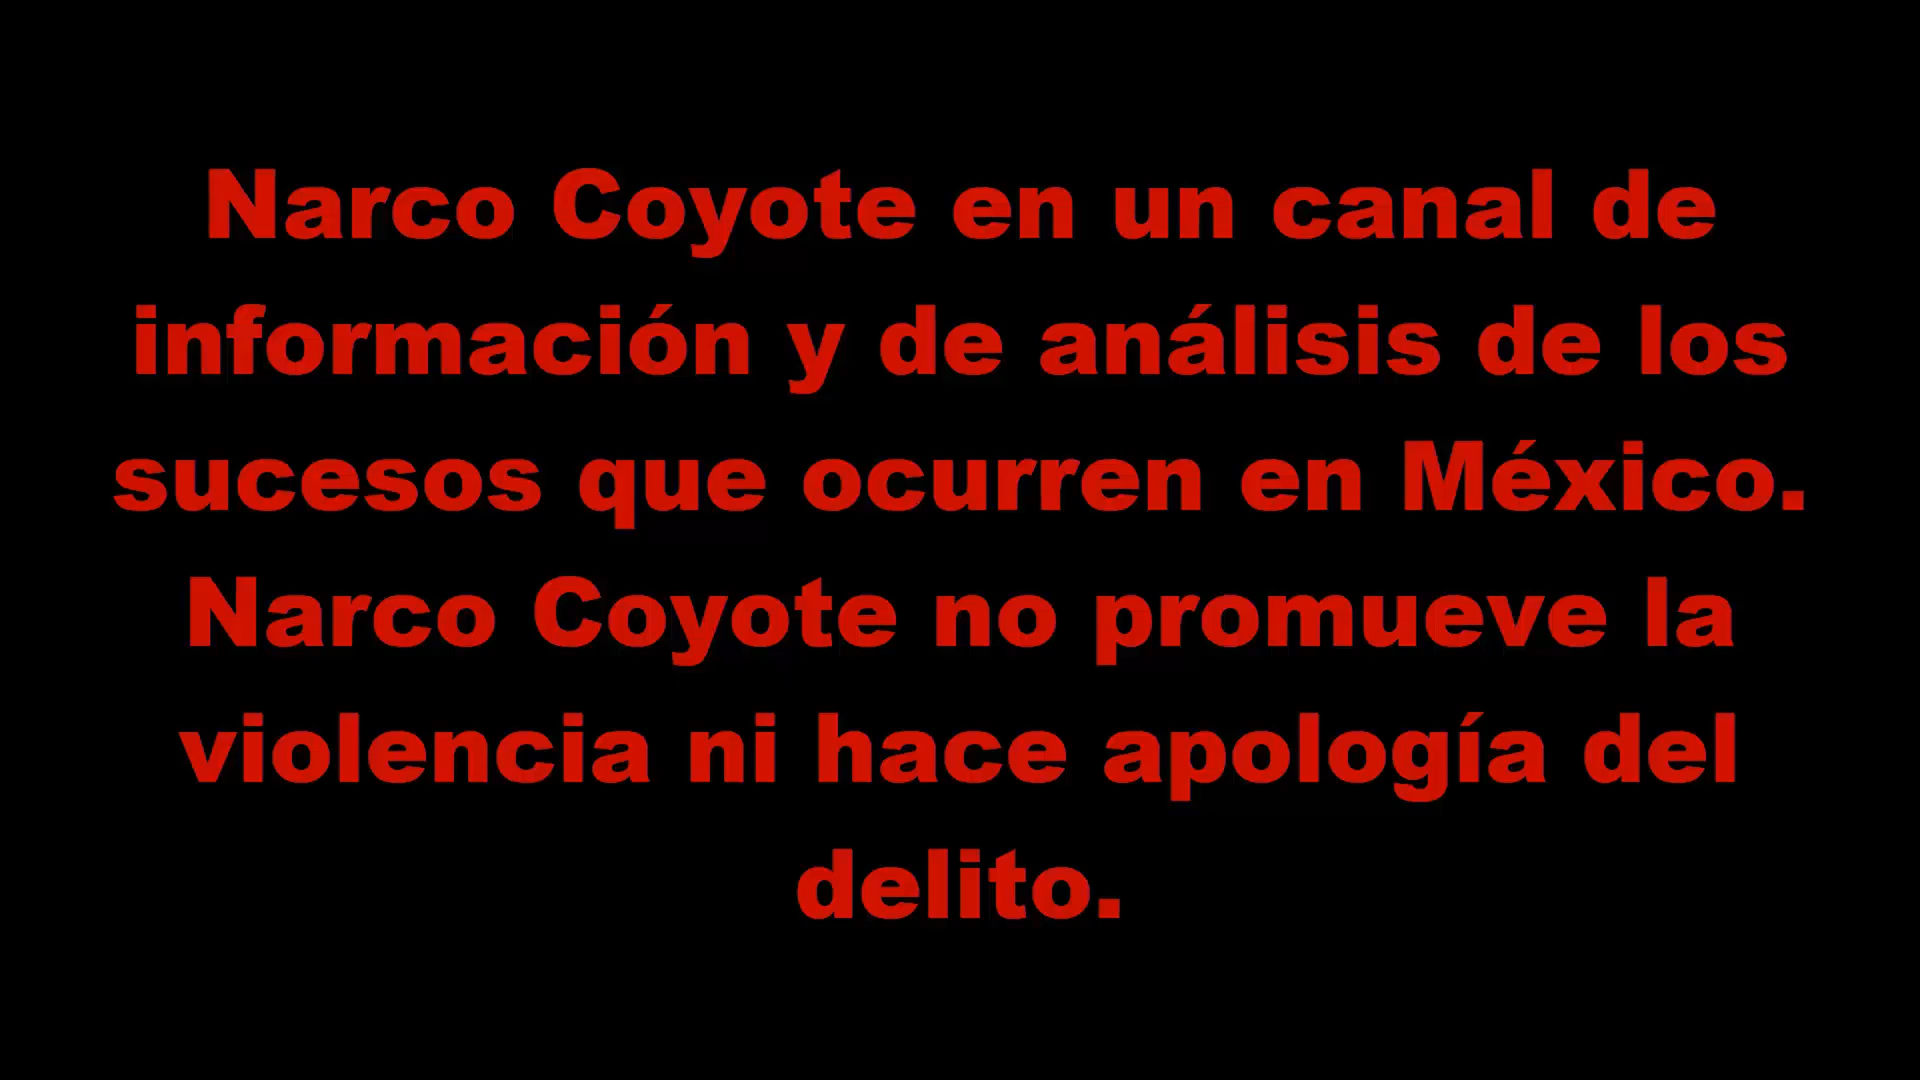 Narco Coyote en un canal de
información y de análisis de los
sucesos que ocurren en México.
Narco Coyote no promueve la
violencia ni hace apología del
delito.